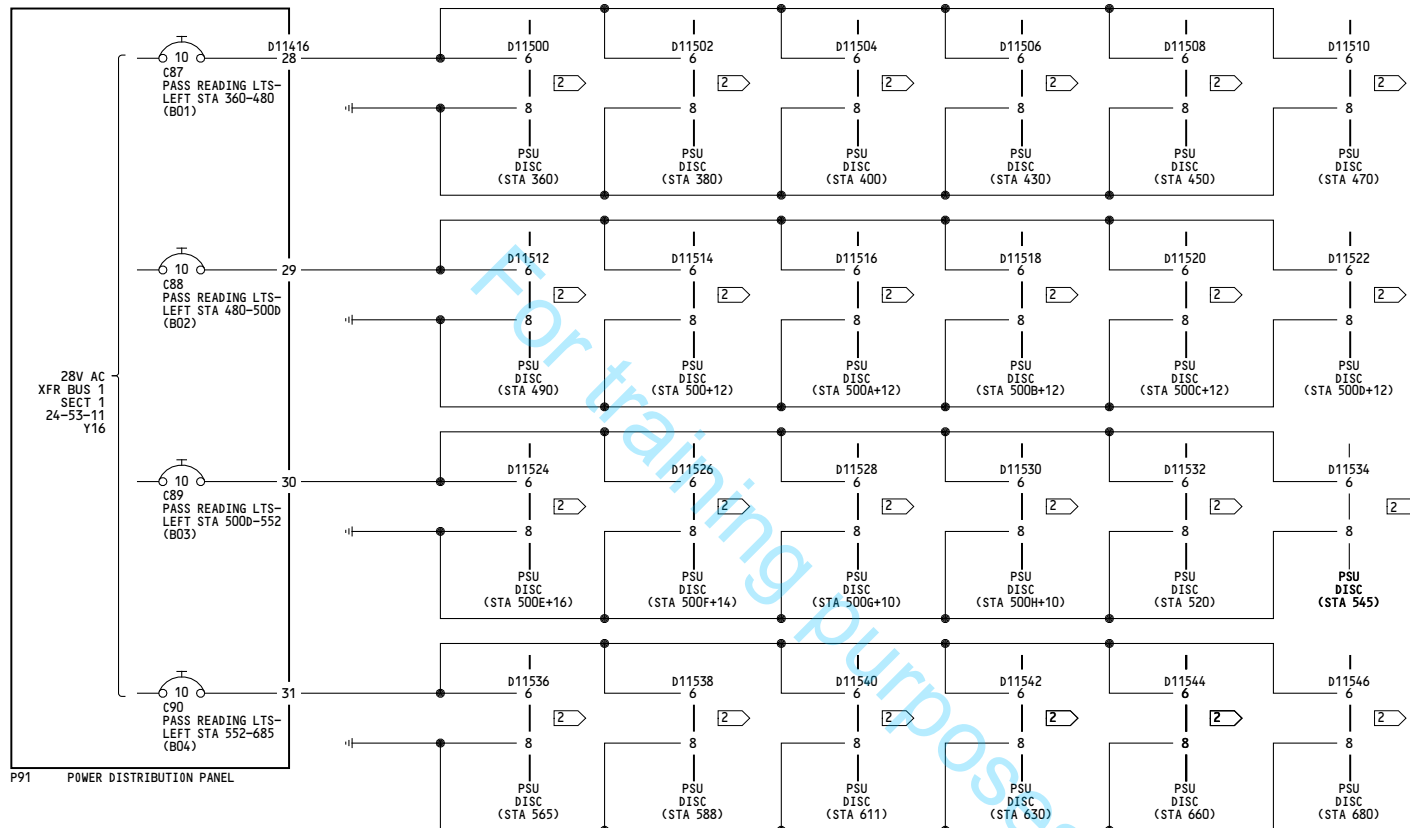 D11416
10
28
C87
PASS READING LTS-
LEFT STA 360-480
(B01)
D11500
6
2
8
PSU
DISC
(STA 360)
D11502
6
2
8
PSU
DISC
(STA 380)
D11504
6
2
8
PSU
DISC
(STA 400)
D11506
6
2
8
PSU
DISC
(STA 430)
D11508
6
2
8
PSU
DISC
(STA 450)
D11510
6
2
8
PSU
DISC
(STA 470)
10
29
C88
PASS READING LTS-
LEFT STA 480-500D
(B02)
D11512
6
2
8
PSU
DISC
(STA 490)
D11514
6
2
8
PSU
DISC
(STA 500+12)
D11516
6
2
8
PSU
DISC
(STA 500A+12)
D11518
6
2
8
PSU
DISC
(STA 500B+12)
D11520
6
2
8
PSU
DISC
(STA 500C+12)
D11522
6
2
8
PSU
DISC
(STA 500D+12)
28V AC
XFR BUS 1
SECT 1
24-53-11
Y16
10
30
C89
PASS READING LTS-
LEFT STA 500D-552
(B03)
D11524
6
2
8
PSU
DISC
(STA 500E+16)
D11526
6
2
8
PSU
DISC
(STA 500F+14)
D11528
6
2
8
PSU
DISC
(STA 500G+10)
D11530
6
2
8
PSU
DISC
(STA 500H+10)
D11532
6
2
8
PSU
DISC
(STA 520)
D11534
6
2
8
PSU
DISC
(STA 545)
10
31
C90
PASS READING LTS-
LEFT STA 552-685
(B04)
D11536
6
2
8
PSU
DISC
(STA 565)
D11538
6
2
8
PSU
DISC
(STA 588)
D11540
6
2
8
PSU
DISC
(STA 611)
D11542
6
2
8
PSU
DISC
(STA 630)
D11544
6
2
8
PSU
DISC
(STA 660)
D11546
6
2
8
PSU
DISC
(STA 680)
P91 POWER DISTRIBUTION PANEL
For training purposes